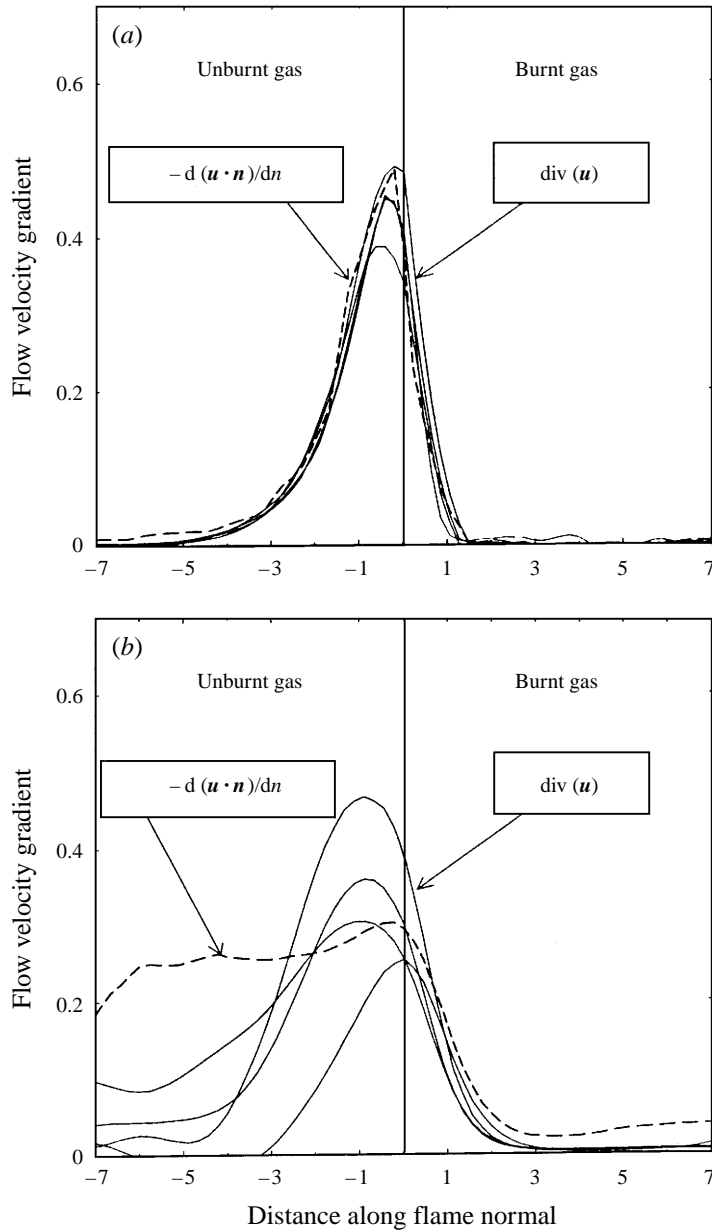 (a)
Unburnt gas
Burnt gas
– d (u · n)/dn
div (u)
Flow velocity gradient
0.6
0.4
0.2
0
–7
–5
–3
–1
1
3
5
7
(b)
Unburnt gas
Burnt gas
– d (u · n)/dn
div (u)
Flow velocity gradient
0.6
0.4
0.2
0
–7
–5
–3
–1
1
3
5
7
Distance along flame normal